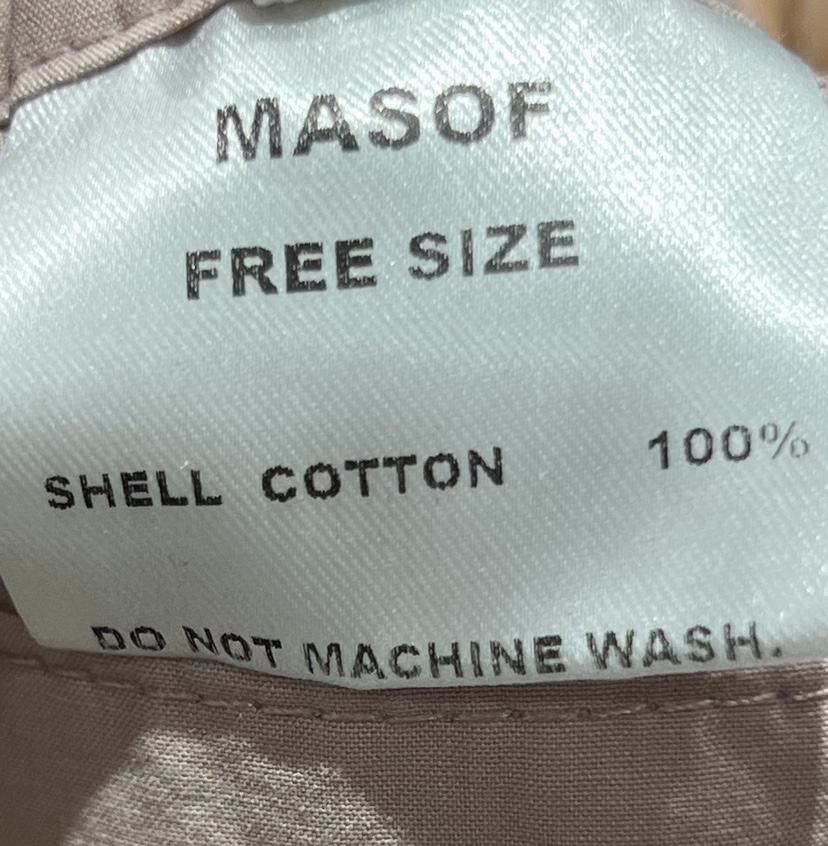 MASOF
FREE SIZE
SHELL COTTON 100%
DO NOT MACHINE WASH.